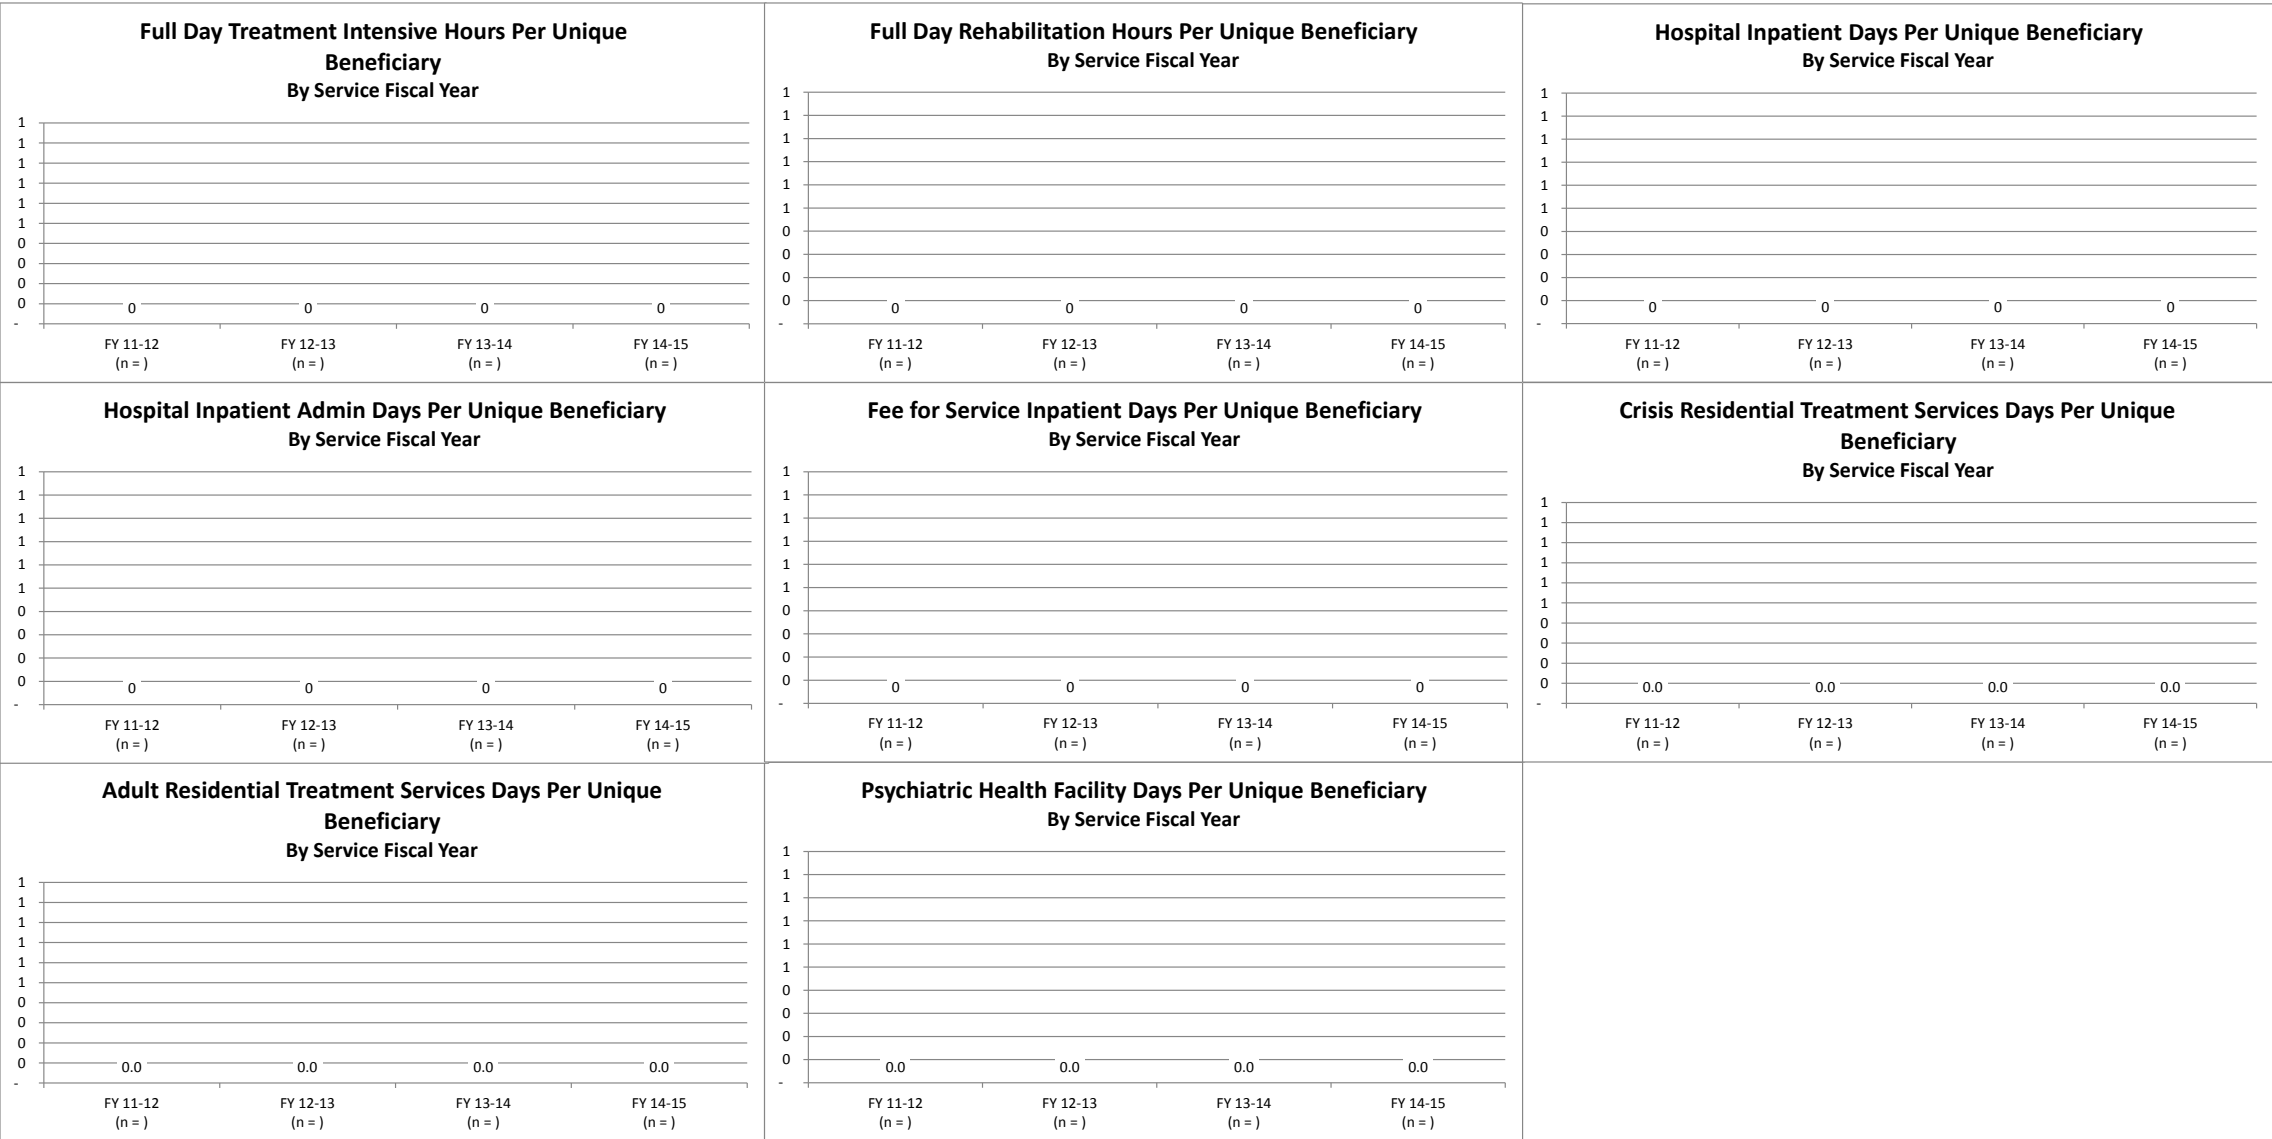 Full Day Treatment Intensive Hours Per Unique
Beneficiary
By Service Fiscal Year
1
1
1
1
1
1
0
0
0
0
-
0 0 0 0
FY 11-12 FY 12-13 FY 13-14 FY 14-15
(n = ) (n = ) (n = ) (n = )
Full Day Rehabilitation Hours Per Unique Beneficiary
By Service Fiscal Year
1
1
1
1
1
1
0
0
0
0
-
0 0 0 0
FY 11-12 FY 12-13 FY 13-14 FY 14-15
(n = ) (n = ) (n = ) (n = )
Hospital Inpatient Days Per Unique Beneficiary
By Service Fiscal Year
1
1
1
1
1
1
0
0
0
0
-
0 0 0 0
FY 11-12 FY 12-13 FY 13-14 FY 14-15
(n = ) (n = ) (n = ) (n = )
Hospital Inpatient Admin Days Per Unique Beneficiary
By Service Fiscal Year
1
1
1
1
1
1
0
0
0
0
-
0 0 0 0
FY 11-12 FY 12-13 FY 13-14 FY 14-15
(n = ) (n = ) (n = ) (n = )
Fee for Service Inpatient Days Per Unique Beneficiary
By Service Fiscal Year
1
1
1
1
1
1
0
0
0
0
-
0 0 0 0
FY 11-12 FY 12-13 FY 13-14 FY 14-15
(n = ) (n = ) (n = ) (n = )
Crisis Residential Treatment Services Days Per Unique
Beneficiary
By Service Fiscal Year
1
1
1
1
1
1
0
0
0
0
-
0.0 0.0 0.0 0.0
FY 11-12 FY 12-13 FY 13-14 FY 14-15
(n = ) (n = ) (n = ) (n = )
Adult Residential Treatment Services Days Per Unique
Beneficiary
By Service Fiscal Year
1
1
1
1
1
1
0
0
0
0
-
0.0 0.0 0.0 0.0
FY 11-12 FY 12-13 FY 13-14 FY 14-15
(n = ) (n = ) (n = ) (n = )
Psychiatric Health Facility Days Per Unique Beneficiary
By Service Fiscal Year
1
1
1
1
1
1
0
0
0
0
-
0.0 0.0 0.0 0.0
FY 11-12 FY 12-13 FY 13-14 FY 14-15
(n = ) (n = ) (n = ) (n = )